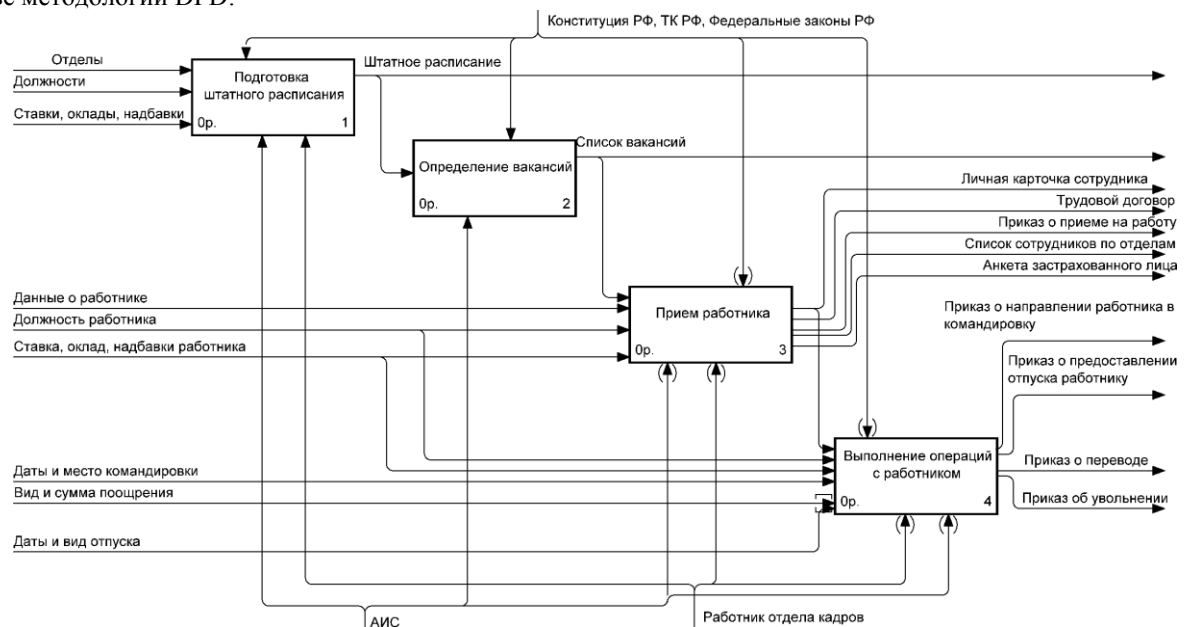 ве методологии DFD.
Конституция РФ, ТК РФ, Федеральные законы РФ
Отделы
Должности
Ставки, оклады, надбавки
Подготовка
штатного расписания
0р. 1
Штатное расписание
Определение вакансий
0р. 2
Список вакансий
Личная карточка сотрудника
Трудовой договор
Приказ о приеме на работу
Список сотрудников по отделам
Анкета застрахованного лица
Данные о работнике
Должность работника
Ставка, оклад, надбавки работника
Прием работника
0р. 3
Приказ о направлении работника в
командировку
Приказ о предоставлении
отпуска работнику
Даты и место командировки
Вид и сумма поощрения
Даты и вид отпуска
Выполнение операций
с работником
0р. 4
Приказ о переводе
Приказ об увольнении
АИС
Работник отдела кадров